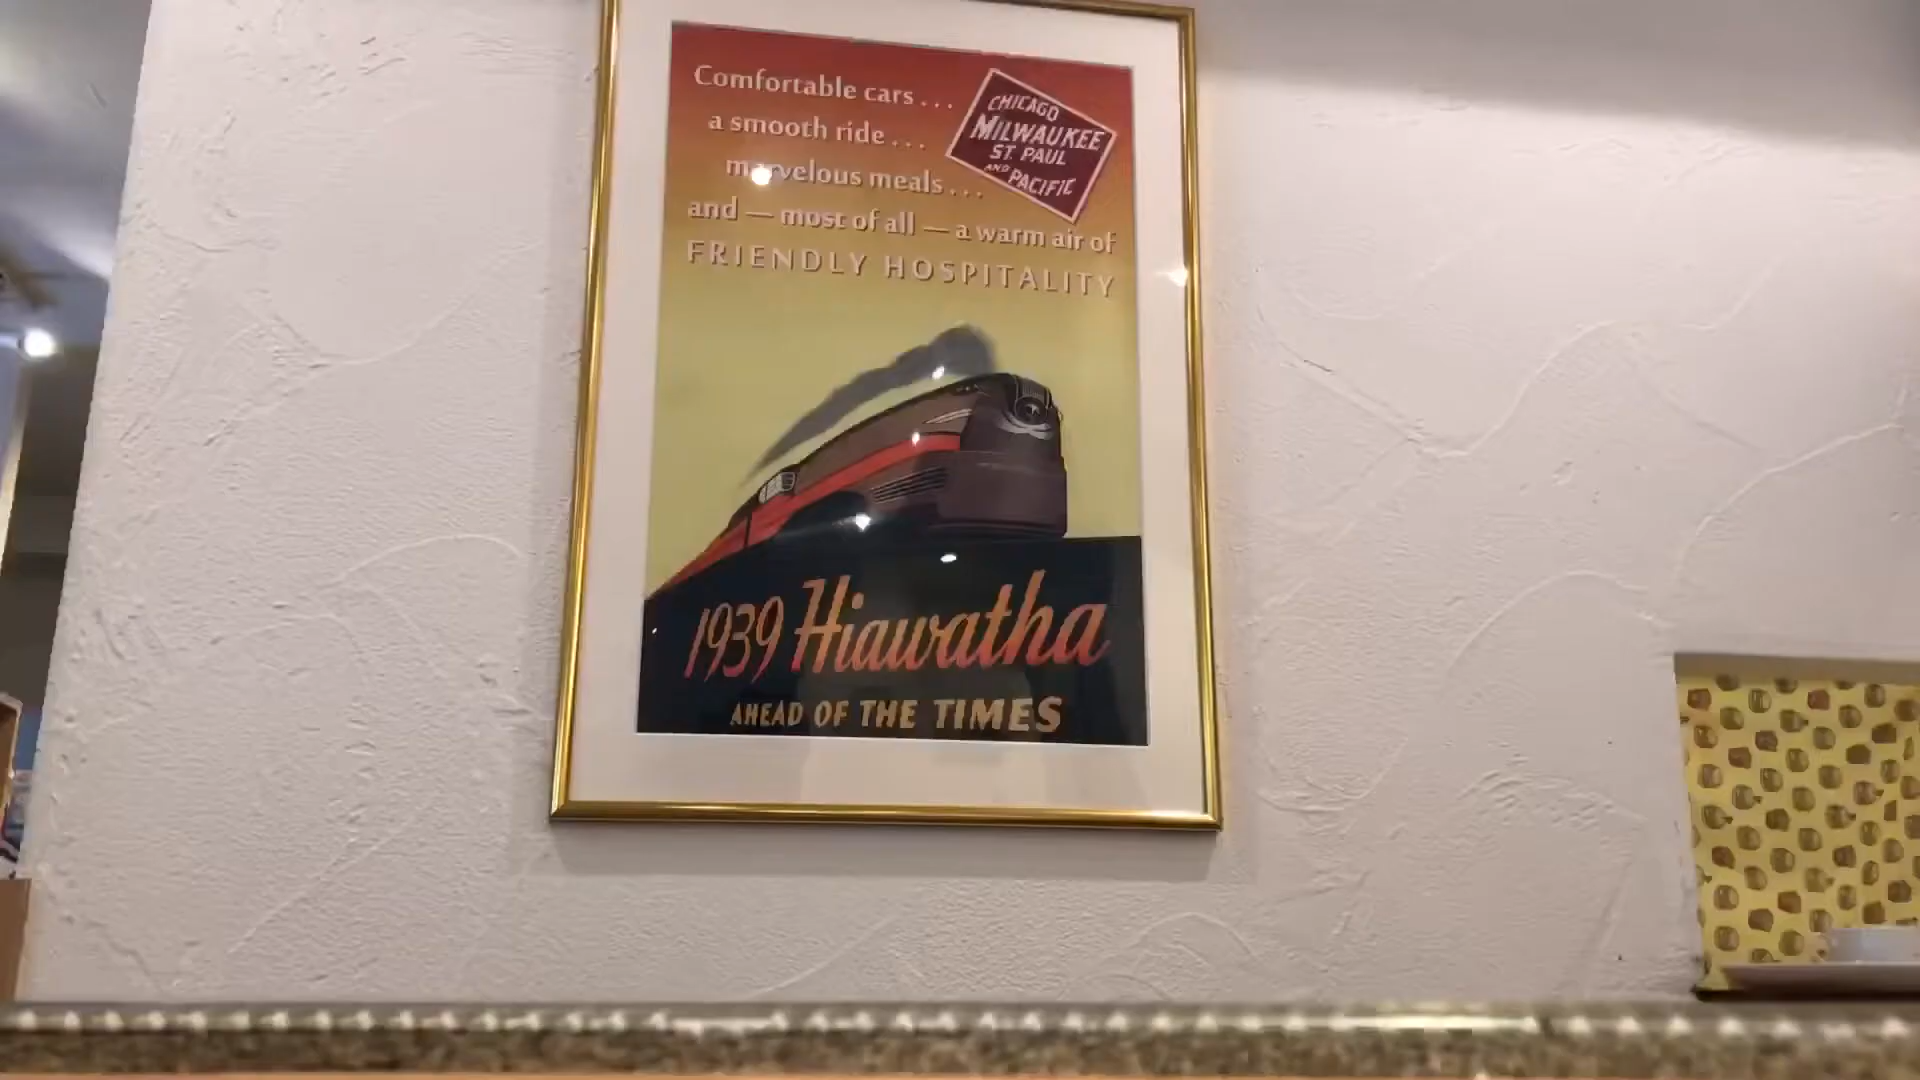 Comfortable cars . . .
a smooth ride . . .
marvelous meals . . .
and — most of all — a warm air of
FRIENDLY HOSPITALITY
CHICAGO
MILWAUKEE
ST. PAUL
AND PACIFIC
1939 Hiawatha
AHEAD OF THE TIMES